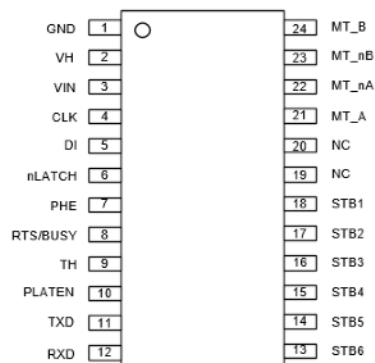 GND 1 24 MT_B
VH 2 23 MT_nB
VIN 3 22 MT_nA
CLK 4 21 MT_A
DI 5 20 NC
nLATCH 6 19 NC
PHE 7 18 STB1
RTS/BUSY 8 17 STB2
TH 9 16 STB3
PLATEN 10 15 STB4
TXD 11 14 STB5
RXD 12 13 STB6